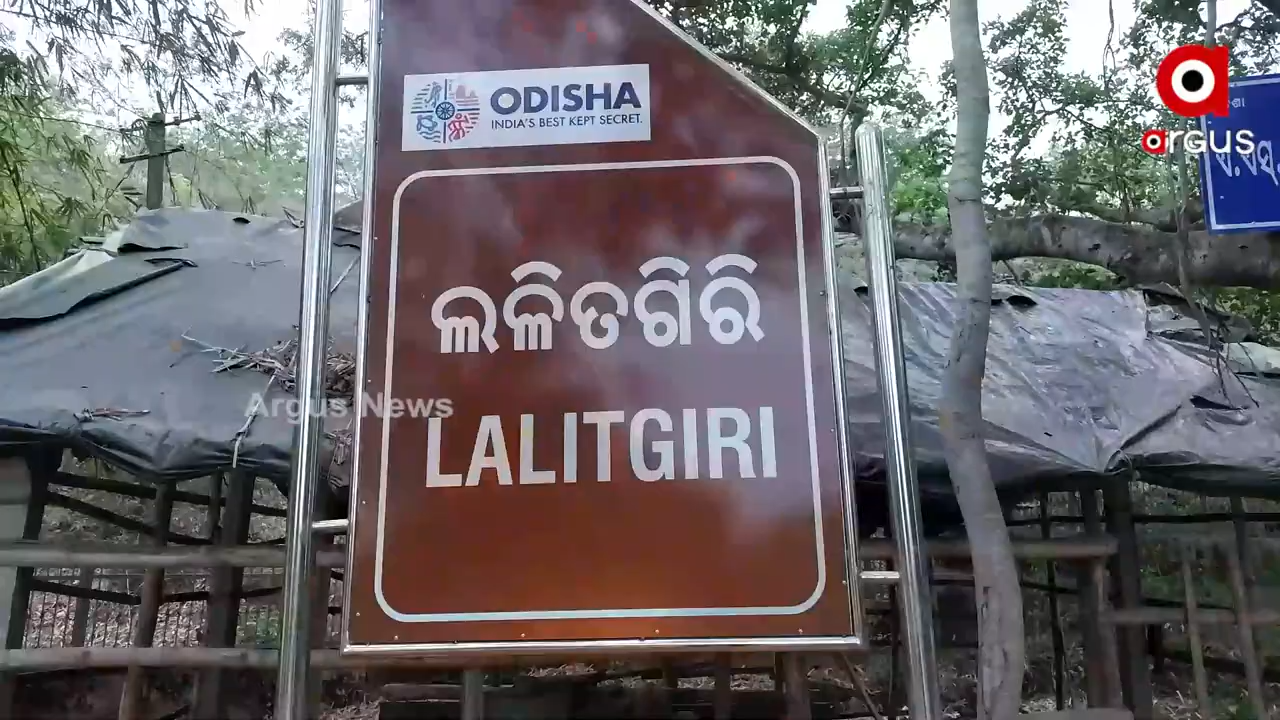 ODISHA
INDIA'S BEST KEPT SECRET.
ଲଳିତଗିରି
LALITGIRI
argus
Argus News